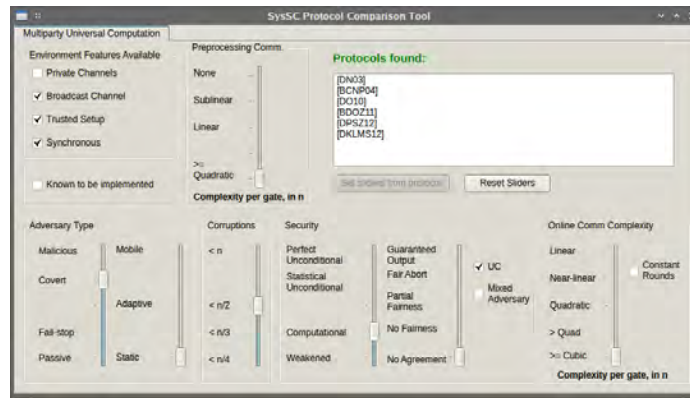 SysSC Protocol Comparison Tool
Multiparty Universal Computation
Environment Features Available
Private Channels
Broadcast Channel
Trusted Setup
Synchronous
Known to be implemented
Preprocessing Comm.
None
Sublinear
Linear
>=
Quadratic
Complexity per gate, in n
Protocols found:
[DN03]
[BCNP04]
[DO10]
[BDOZ11]
[DPSZ12]
[DKLMS12]
Set Sliders from protocol
Reset Sliders
Adversary Type
Malicious
Covert
Fail-stop
Passive
Mobile
Adaptive
Static
Corruptions
< n
< n/2
< n/3
< n/4
Security
Perfect
Unconditional
Statistical
Unconditional
Computational
Weakened
Guaranteed
Output
Fair Abort
Partial
Fairness
No Fairness
No Agreement
UC
Mixed
Adversary
Online Comm Complexity
Linear
Near-linear
Quadratic
> Quad
>= Cubic
Constant
Rounds
Complexity per gate, in n